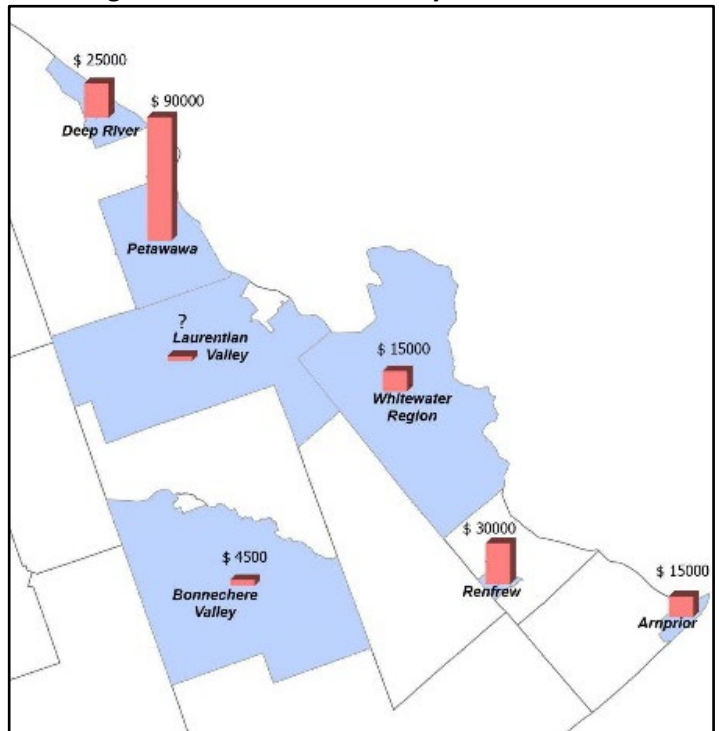 $ 25000
Deep River
$ 90000
Petawawa
?
Laurentian
Valley
$ 15000
Whitewater
Region
$ 4500
Bonnechere
Valley
$ 30000
Renfrew
$ 15000
Arnprior